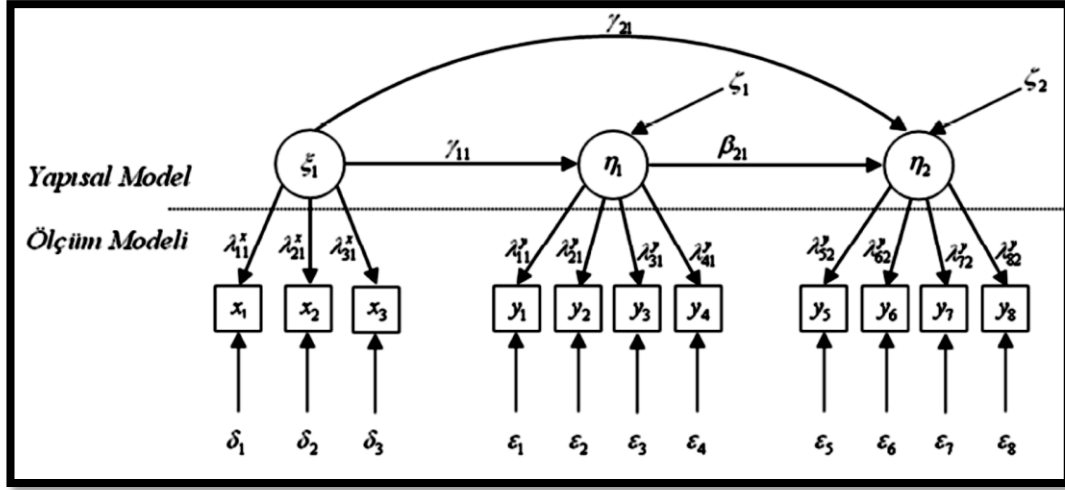 γ₂₁
ζ₁ ζ₂
ξ₁ γ₁₁ η₁ β₂₁ η₂
Yapısal Model
Ölçüm Modeli
λ₁₁ˣ λ₂₁ˣ λ₃₁ˣ λ₁₁ʸ λ₂₁ʸ λ₃₁ʸ λ₄₁ʸ λ₅₂ʸ λ₆₂ʸ λ₇₂ʸ λ₈₂ʸ
x₁ x₂ x₃ y₁ y₂ y₃ y₄ y₅ y₆ y₇ y₈
δ₁ δ₂ δ₃ ε₁ ε₂ ε₃ ε₄ ε₅ ε₆ ε₇ ε₈